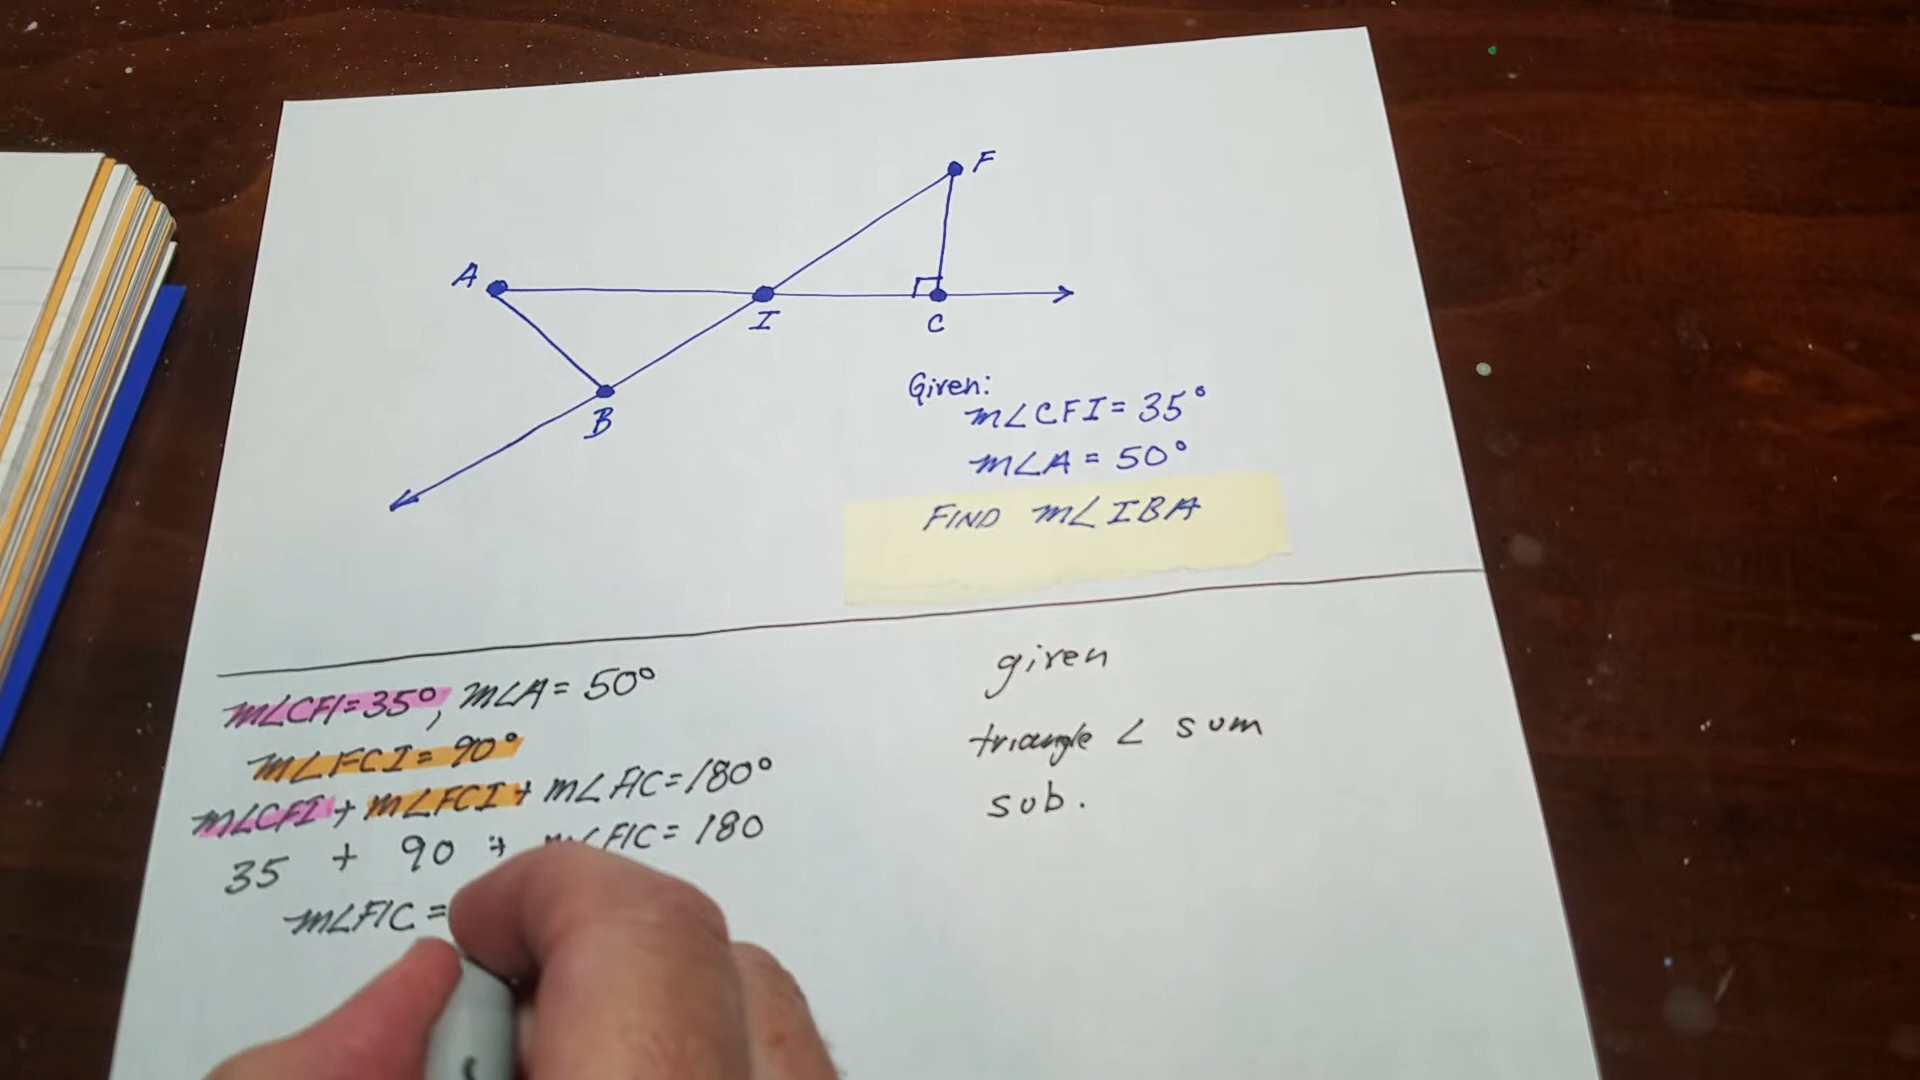 F
A
I
C
B
Given:
m∠CFI = 35°
m∠A = 50°
FIND m∠IBA
m∠CFI = 35°, m∠A = 50°
given
m∠FCI = 90°
triangle ∠ sum
m∠CFI + m∠FCI + m∠FIC = 180°
sub.
35 + 90 + m∠FIC = 180
m∠FIC =